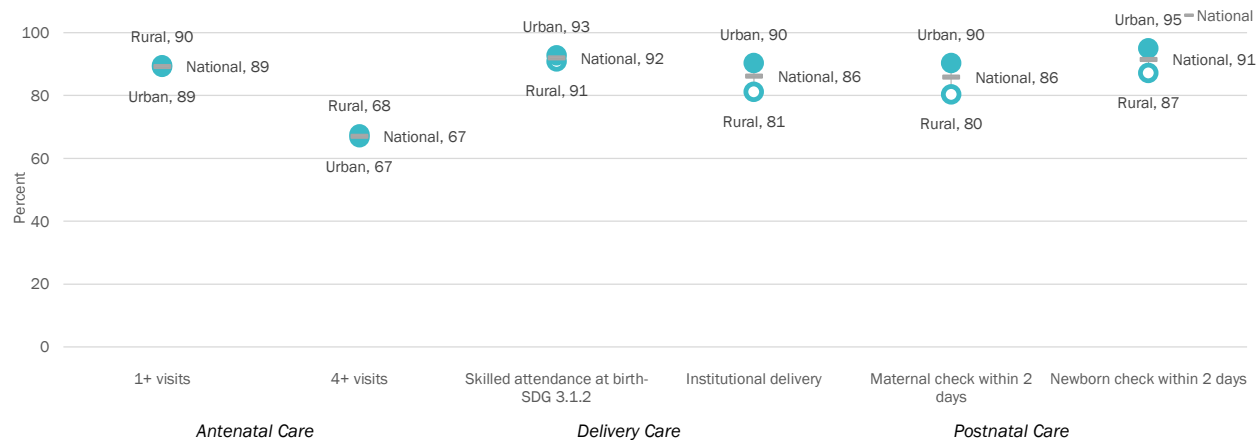 National
Percent
100
80
60
40
20
0
Rural, 90
National, 89
Urban, 89
Rural, 68
National, 67
Urban, 67
Urban, 93
National, 92
Rural, 91
Urban, 90
National, 86
Rural, 81
Urban, 90
National, 86
Rural, 80
Urban, 95
National, 91
Rural, 87
1+ visits
4+ visits
Skilled attendance at birth-
SDG 3.1.2
Institutional delivery
Maternal check within 2
days
Newborn check within 2 days
Antenatal Care
Delivery Care
Postnatal Care